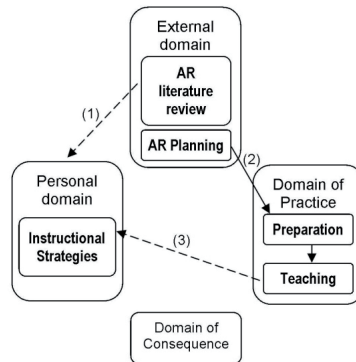 External
domain
AR
literature
review
AR Planning
(1)
(2)
Personal
domain
Instructional
Strategies
Domain of
Practice
Preparation
Teaching
(3)
Domain of
Consequence